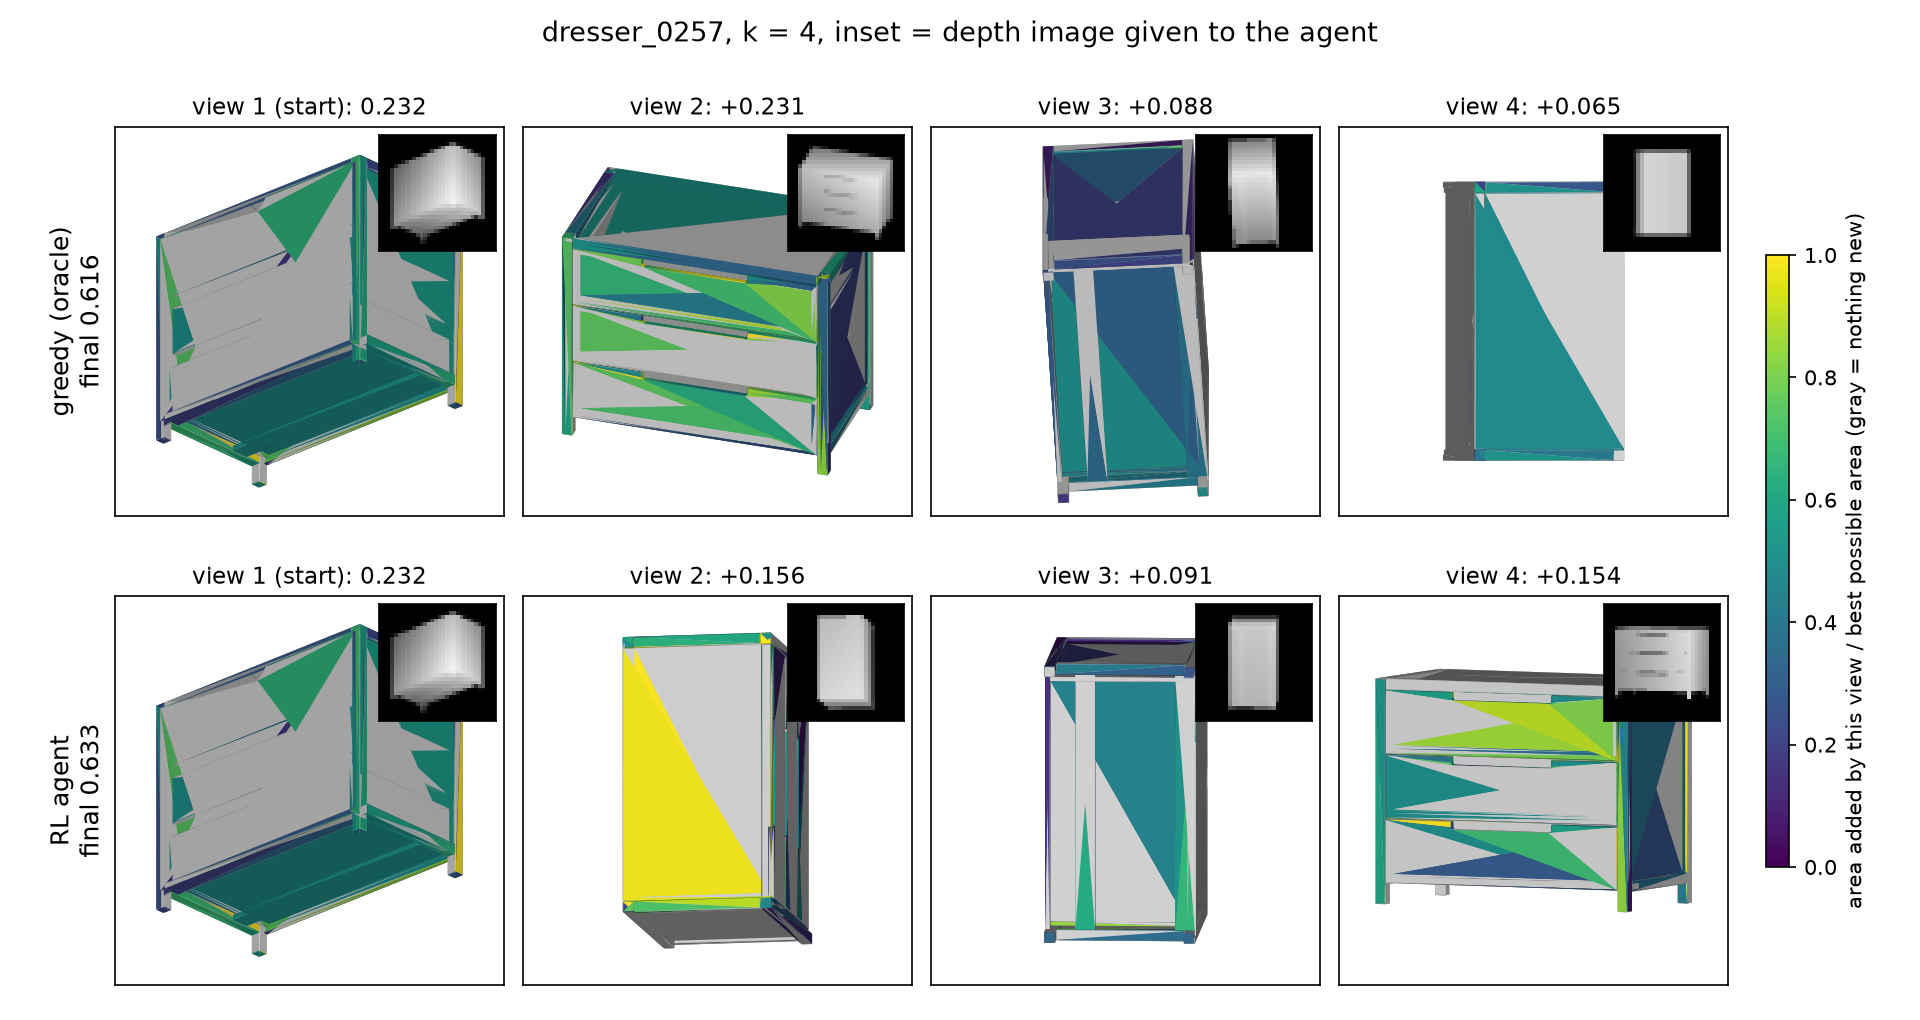 dresser_0257, k = 4, inset = depth image given to the agent
greedy (oracle)
final 0.616
view 1 (start): 0.232
view 2: +0.231
view 3: +0.088
view 4: +0.065
RL agent
final 0.633
view 1 (start): 0.232
view 2: +0.156
view 3: +0.091
view 4: +0.154
1.0
0.8
0.6
0.4
0.2
0.0
area added by this view / best possible area (gray = nothing new)